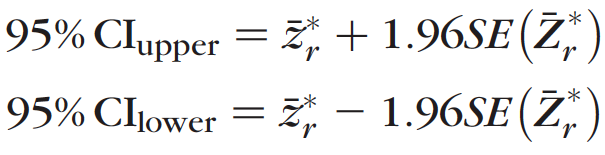 95% CI_upper = z̄*_r + 1.96SE(Z̄*_r)
95% CI_lower = z̄*_r − 1.96SE(Z̄*_r)